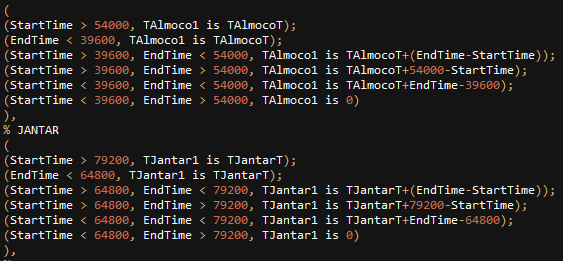 (
(StartTime > 54000, TAlmoco1 is TAlmocoT);
(EndTime < 39600, TAlmoco1 is TAlmocoT);
(StartTime > 39600, EndTime < 54000, TAlmoco1 is TAlmocoT+(EndTime-StartTime));
(StartTime > 39600, EndTime > 54000, TAlmoco1 is TAlmocoT+54000-StartTime);
(StartTime < 39600, EndTime < 54000, TAlmoco1 is TAlmocoT+EndTime-39600);
(StartTime < 39600, EndTime > 54000, TAlmoco1 is 0)
),
% JANTAR
(
(StartTime > 79200, TJantar1 is TJantarT);
(EndTime < 64800, TJantar1 is TJantarT);
(StartTime > 64800, EndTime < 79200, TJantar1 is TJantarT+(EndTime-StartTime));
(StartTime > 64800, EndTime > 79200, TJantar1 is TJantarT+79200-StartTime);
(StartTime < 64800, EndTime < 79200, TJantar1 is TJantarT+EndTime-64800);
(StartTime < 64800, EndTime > 79200, TJantar1 is 0)
),